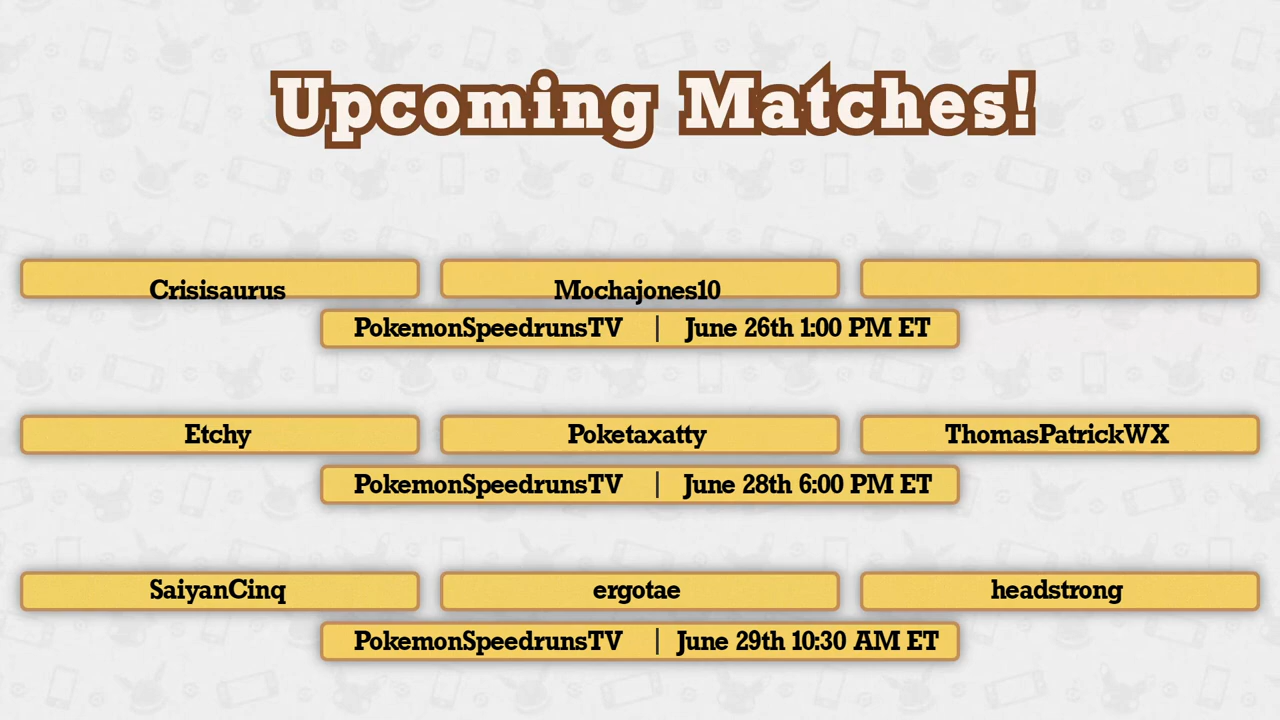 Upcoming Matches!
Crisisaurus Mochajones10
PokemonSpeedrunsTV | June 26th 1:00 PM ET
Etchy Poketaxatty ThomasPatrickWX
PokemonSpeedrunsTV | June 28th 6:00 PM ET
SaiyanCinq ergotae headstrong
PokemonSpeedrunsTV | June 29th 10:30 AM ET